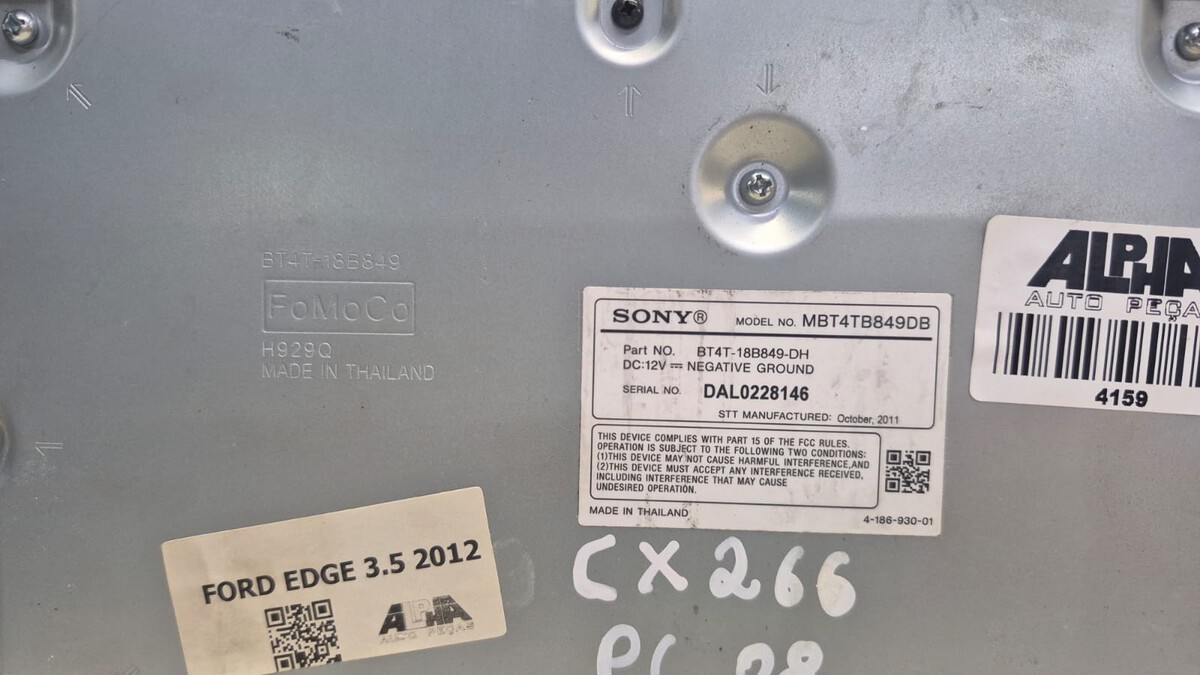 BT4T-18B849
FoMoCo
H929Q
MADE IN THAILAND
SONY® MODEL NO. MBT4TB849DB
Part NO. BT4T-18B849-DH
DC:12V ⎓ NEGATIVE GROUND
SERIAL NO. DAL0228146
STT MANUFACTURED: October, 2011
THIS DEVICE COMPLIES WITH PART 15 OF THE FCC RULES.
OPERATION IS SUBJECT TO THE FOLLOWING TWO CONDITIONS:
(1)THIS DEVICE MAY NOT CAUSE HARMFUL INTERFERENCE,AND
(2)THIS DEVICE MUST ACCEPT ANY INTERFERENCE RECEIVED,
INCLUDING INTERFERENCE THAT MAY CAUSE
UNDESIRED OPERATION.
MADE IN THAILAND 4-186-930-01
ALPHA
AUTO PEÇAS
4159
FORD EDGE 3.5 2012
ALPHA
AUTO PEÇAS
CX266